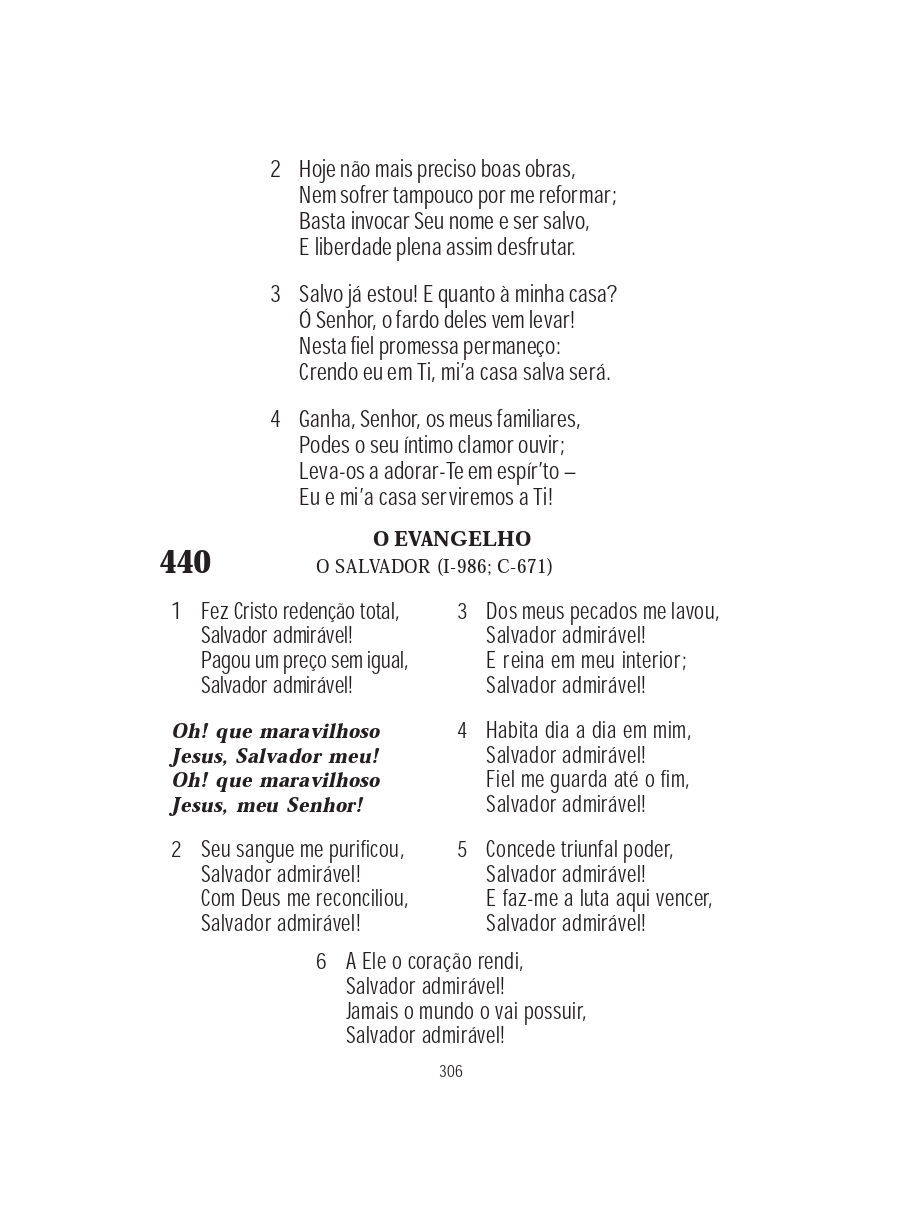 2 Hoje não mais preciso boas obras,
Nem sofrer tampouco por me reformar;
Basta invocar Seu nome e ser salvo,
E liberdade plena assim desfrutar.
3 Salvo já estou! E quanto à minha casa?
Ó Senhor, o fardo deles vem levar!
Nesta fiel promessa permaneço:
Crendo eu em Ti, mi’a casa salva será.
4 Ganha, Senhor, os meus familiares,
Podes o seu íntimo clamor ouvir;
Leva-os a adorar-Te em espír’to –
Eu e mi’a casa serviremos a Ti!
O EVANGELHO
440 O SALVADOR (I-986; C-671)
1 Fez Cristo redenção total,
Salvador admirável!
Pagou um preço sem igual,
Salvador admirável!
Oh! que maravilhoso
Jesus, Salvador meu!
Oh! que maravilhoso
Jesus, meu Senhor!
2 Seu sangue me purificou,
Salvador admirável!
Com Deus me reconciliou,
Salvador admirável!
3 Dos meus pecados me lavou,
Salvador admirável!
E reina em meu interior;
Salvador admirável!
4 Habita dia a dia em mim,
Salvador admirável!
Fiel me guarda até o fim,
Salvador admirável!
5 Concede triunfal poder,
Salvador admirável!
E faz-me a luta aqui vencer,
Salvador admirável!
6 A Ele o coração rendi,
Salvador admirável!
Jamais o mundo o vai possuir,
Salvador admirável!
306